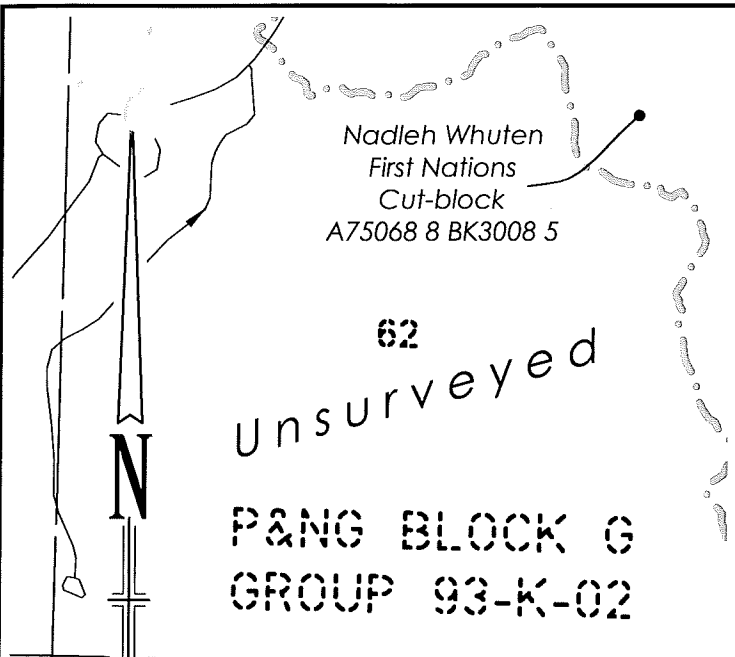 Nadleh Whuten
First Nations
Cut-block
A75068 8 BK3008 5
62
Unsurveyed
N
P&NG BLOCK G
GROUP 93-K-02